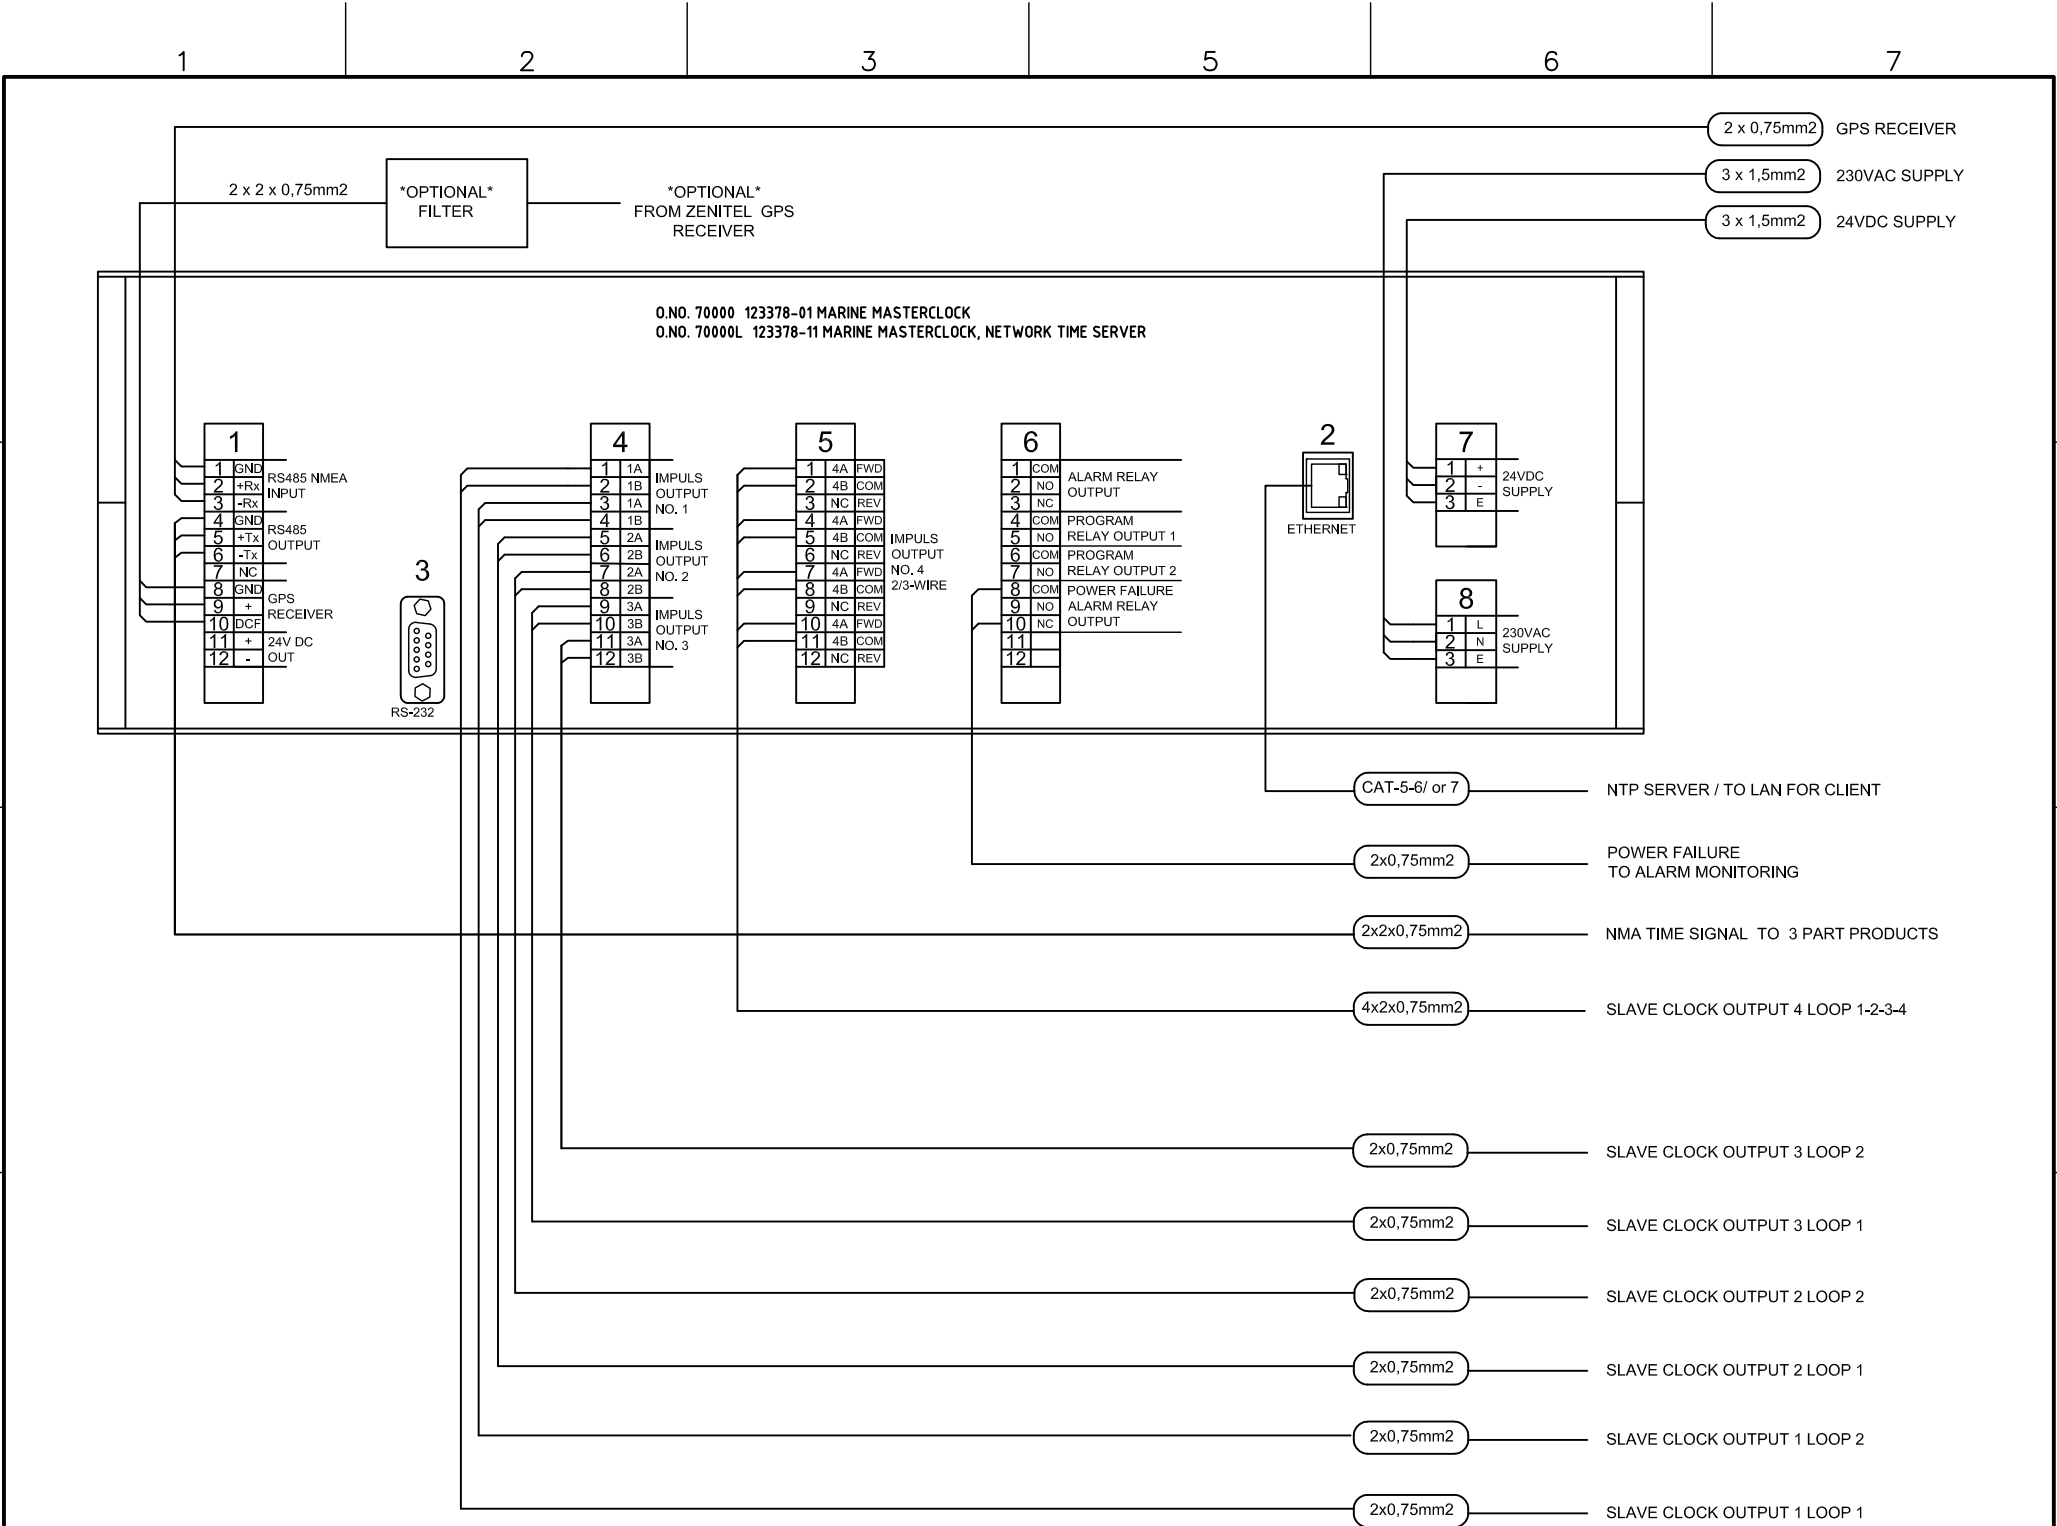 1 2 3 5 6 7
2 x 0,75mm2 GPS RECEIVER
3 x 1,5mm2 230VAC SUPPLY
3 x 1,5mm2 24VDC SUPPLY
2 x 2 x 0,75mm2
*OPTIONAL*
FILTER
*OPTIONAL*
FROM ZENITEL GPS
RECEIVER
O.NO. 70000 123378-01 MARINE MASTERCLOCK
O.NO. 70000L 123378-11 MARINE MASTERCLOCK, NETWORK TIME SERVER
1
1 GND
2 +Rx
3 -Rx
4 GND
5 +Tx
6 -Tx
7 NC
8 GND
9 +
10 DCF
11 +
12 -
RS485 NMEA
INPUT
RS485
OUTPUT
GPS
RECEIVER
24V DC
OUT
3
RS-232
4
1 1A
2 1B
3 1A
4 1B
5 2A
6 2B
7 2A
8 2B
9 3A
10 3B
11 3A
12 3B
IMPULS
OUTPUT
NO. 1
IMPULS
OUTPUT
NO. 2
IMPULS
OUTPUT
NO. 3
5
1 4A FWD
2 4B COM
3 NC REV
4 4A FWD
5 4B COM
6 NC REV
7 4A FWD
8 4B COM
9 NC REV
10 4A FWD
11 4B COM
12 NC REV
IMPULS
OUTPUT
NO. 4
2/3-WIRE
6
1 COM
2 NO
3 NC
4 COM
5 NO
6 COM
7 NO
8 COM
9 NO
10 NC
11
12
ALARM RELAY
OUTPUT
PROGRAM
RELAY OUTPUT 1
PROGRAM
RELAY OUTPUT 2
POWER FAILURE
ALARM RELAY
OUTPUT
2
ETHERNET
7
1 +
2 -
3 E
24VDC
SUPPLY
8
1 L
2 N
3 E
230VAC
SUPPLY
CAT-5-6/ or 7 NTP SERVER / TO LAN FOR CLIENT
2x0,75mm2 POWER FAILURE
TO ALARM MONITORING
2x2x0,75mm2 NMA TIME SIGNAL TO 3 PART PRODUCTS
4x2x0,75mm2 SLAVE CLOCK OUTPUT 4 LOOP 1-2-3-4
2x0,75mm2 SLAVE CLOCK OUTPUT 3 LOOP 2
2x0,75mm2 SLAVE CLOCK OUTPUT 3 LOOP 1
2x0,75mm2 SLAVE CLOCK OUTPUT 2 LOOP 2
2x0,75mm2 SLAVE CLOCK OUTPUT 2 LOOP 1
2x0,75mm2 SLAVE CLOCK OUTPUT 1 LOOP 2
2x0,75mm2 SLAVE CLOCK OUTPUT 1 LOOP 1